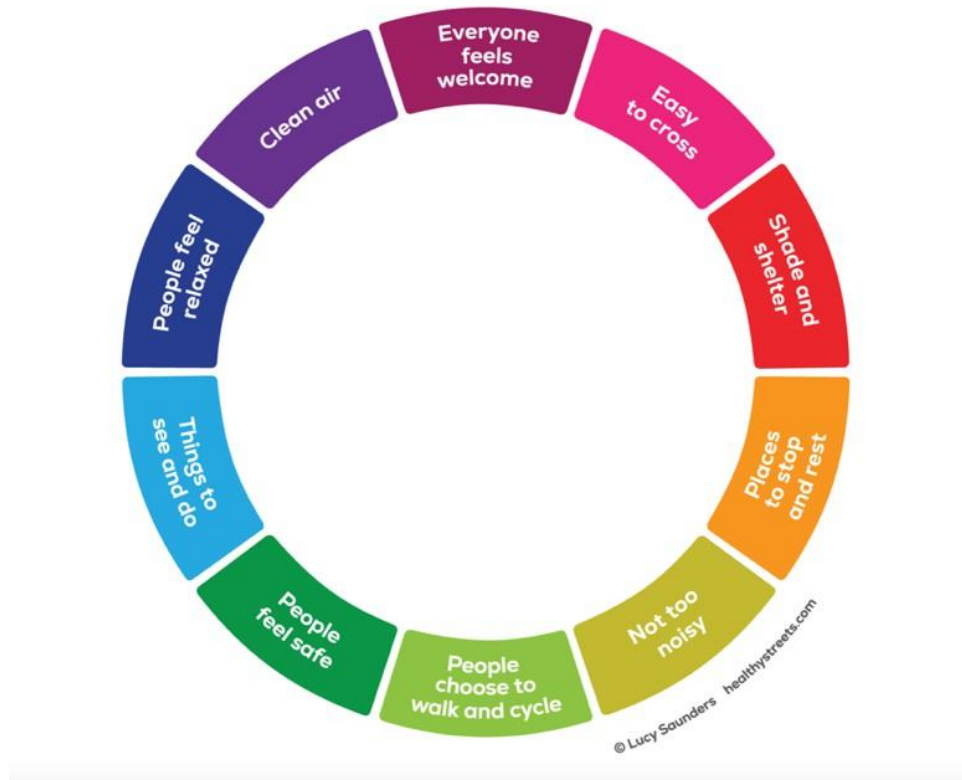 Everyone
feels
welcome
Easy
to cross
Shade and
shelter
Places
to stop
and rest
Not too
noisy
People
choose to
walk and cycle
People
feel safe
Things to
see and do
People feel
relaxed
Clean air
© Lucy Saunders healthystreets.com